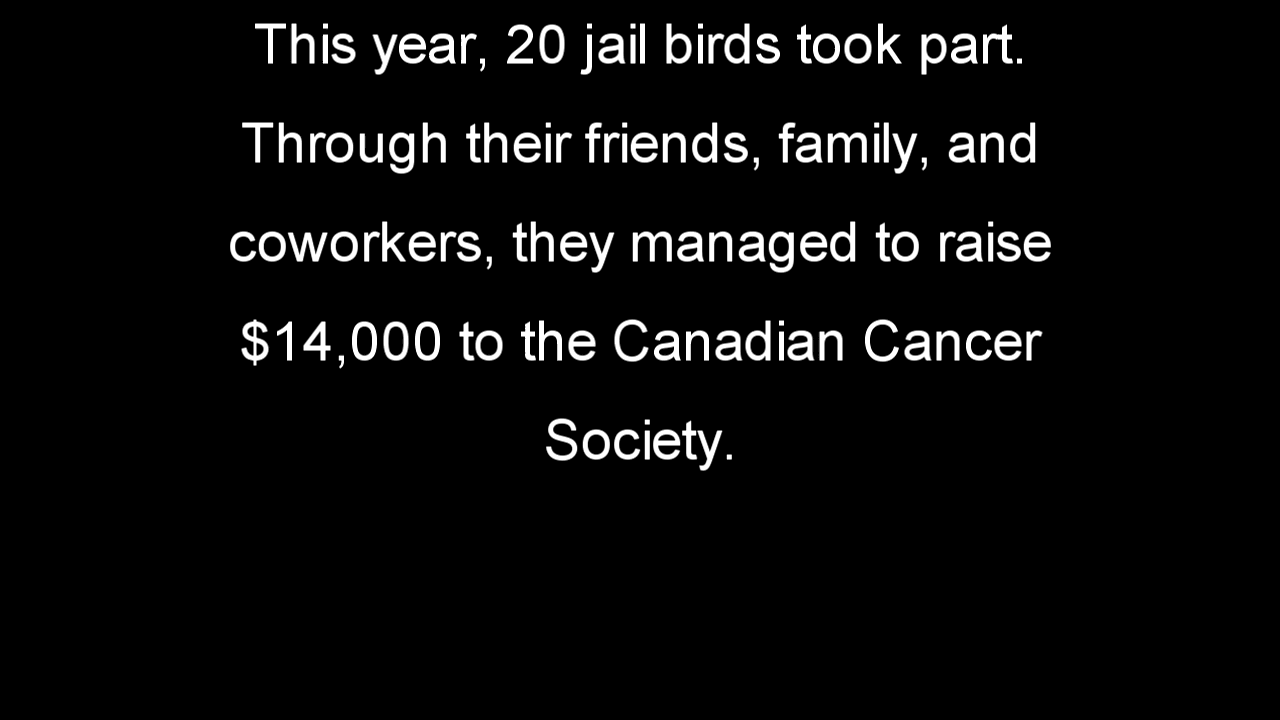 This year, 20 jail birds took part.
Through their friends, family, and
coworkers, they managed to raise
$14,000 to the Canadian Cancer
Society.